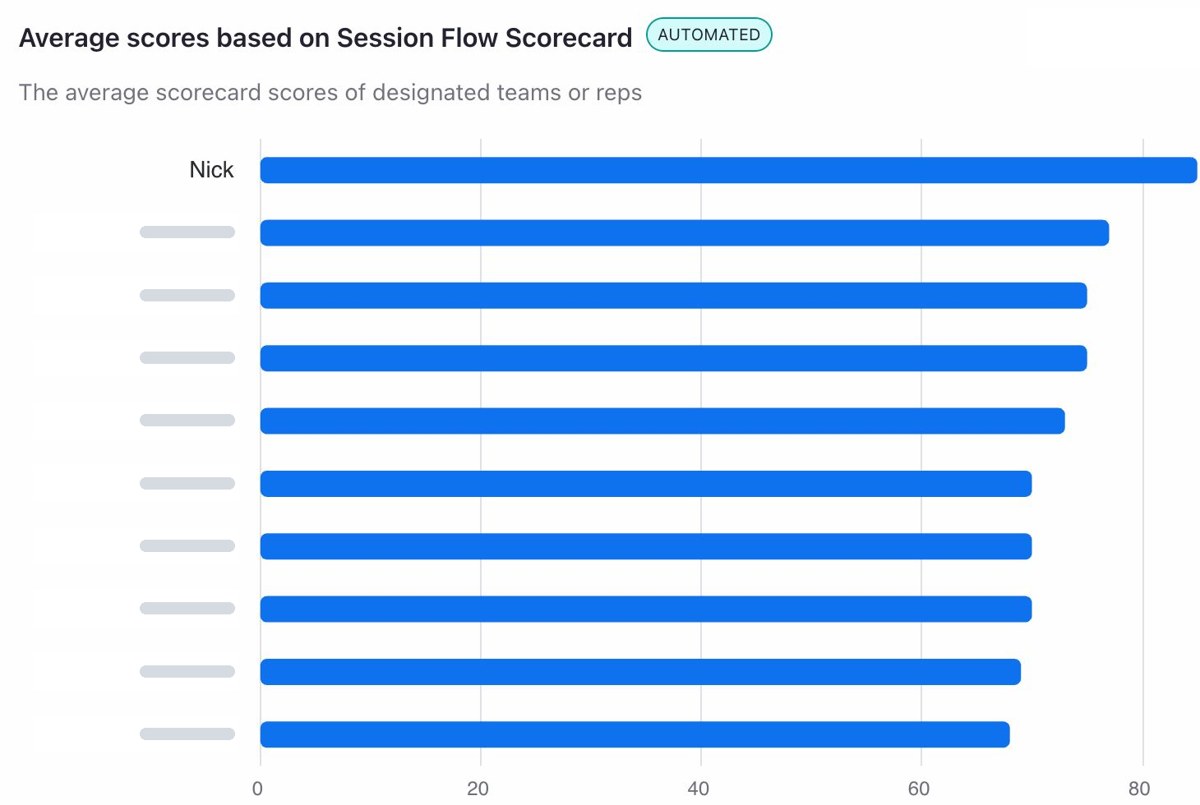 Average scores based on Session Flow Scorecard AUTOMATED
The average scorecard scores of designated teams or reps
Nick
0 20 40 60 80